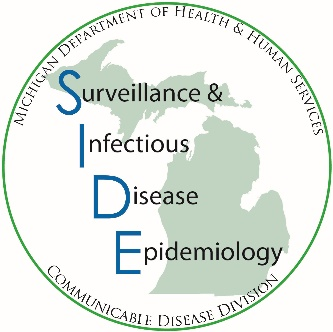 MICHIGAN DEPARTMENT OF HEALTH & HUMAN SERVICES
Surveillance &
Infectious
Disease
Epidemiology
COMMUNICABLE DISEASE DIVISION